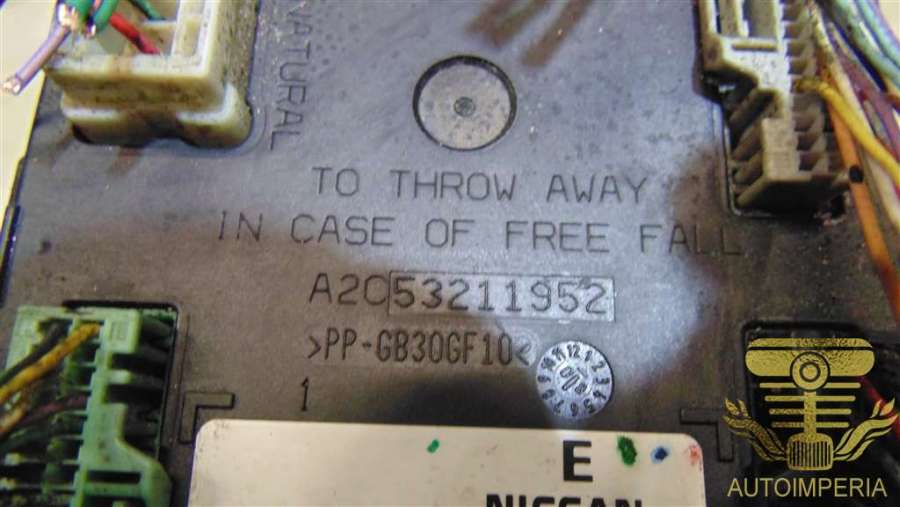 NATURAL
TO THROW AWAY
IN CASE OF FREE FALL
A2C53211952
>PP-GB30GF10<
1
E
NISSAN
AUTOIMPERIA